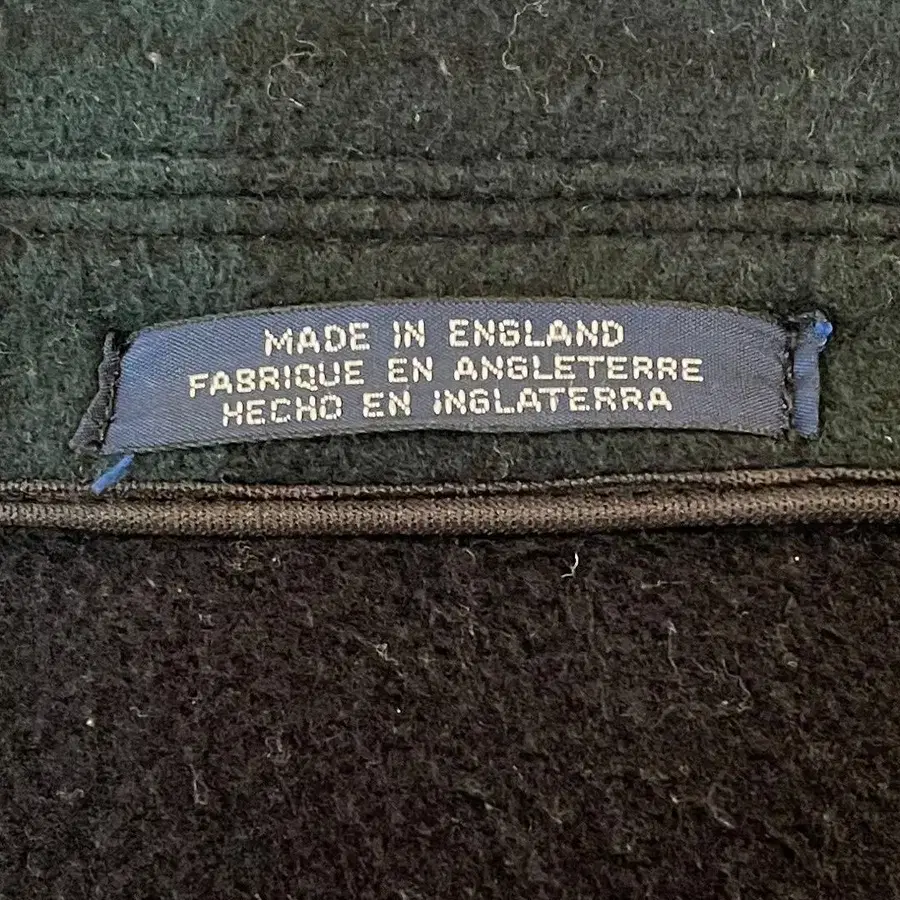 MADE IN ENGLAND
FABRIQUE EN ANGLETERRE
HECHO EN INGLATERRA